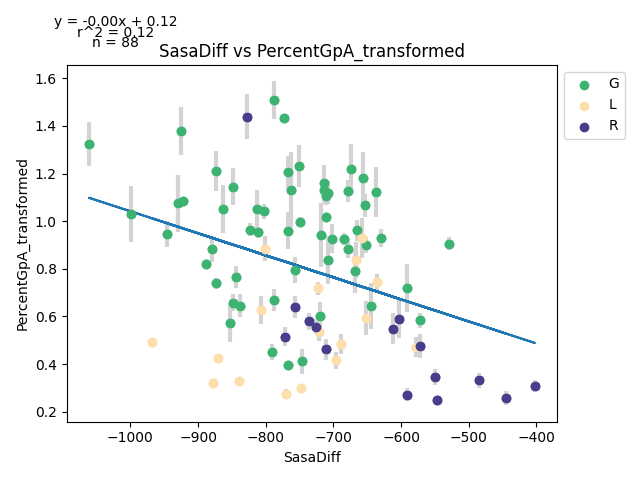 y = -0.00x + 0.12
r^2 = 0.12
n = 88
SasaDiff vs PercentGpA_transformed
1.6
1.4
1.2
1.0
0.8
0.6
0.4
0.2
PercentGpA_transformed
−1000 −900 −800 −700 −600 −500 −400
SasaDiff
G
L
R